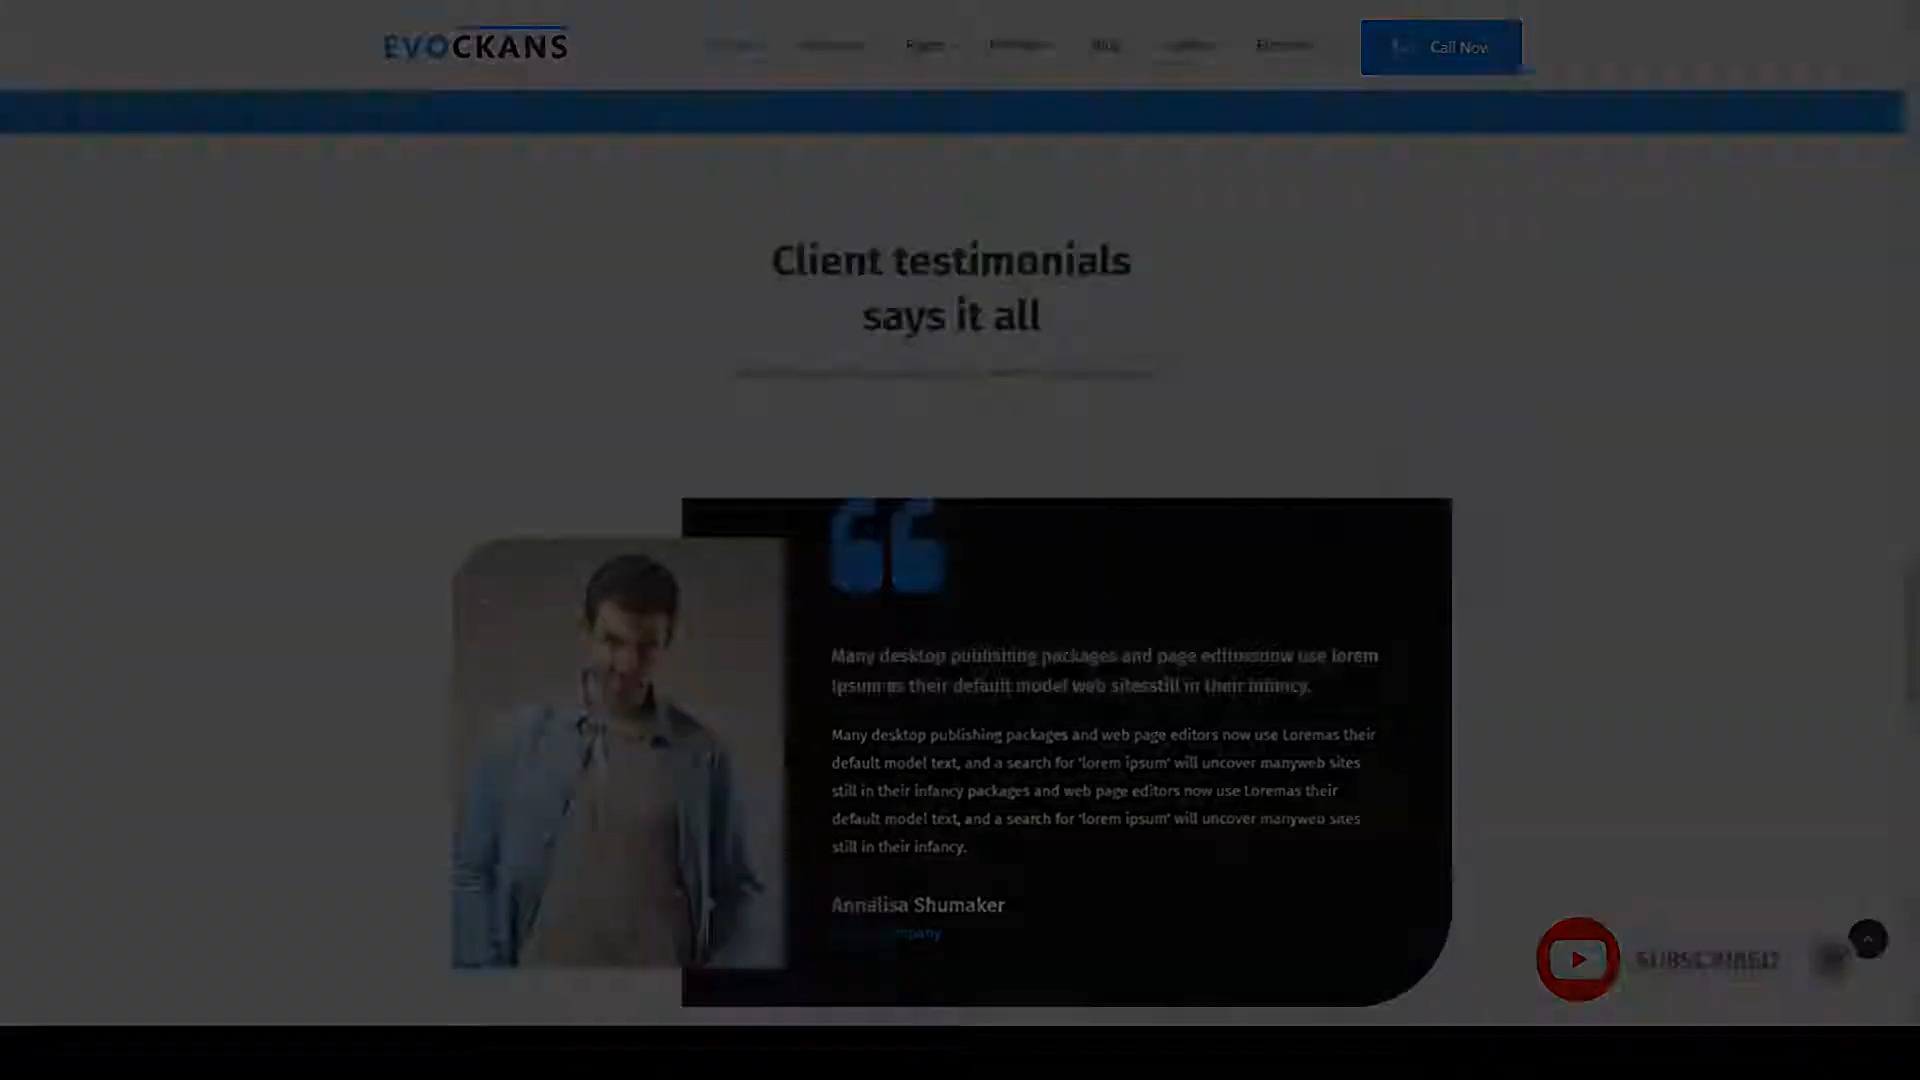 EVOCKANS
Pages
Blog
Call Now
Client testimonials
says it all
Many desktop publishing packages and page editorsnow use lorem
Ipsum as their default model web sitesstill in their infancy.
Many desktop publishing packages and web page editors now use Loremas their
default model text, and a search for 'lorem ipsum' will uncover manyweb sites
still in their infancy packages and web page editors now use Loremas their
default model text, and a search for 'lorem ipsum' will uncover manyweb sites
still in their infancy.
Annalisa Shumaker
SUBSCRIBED